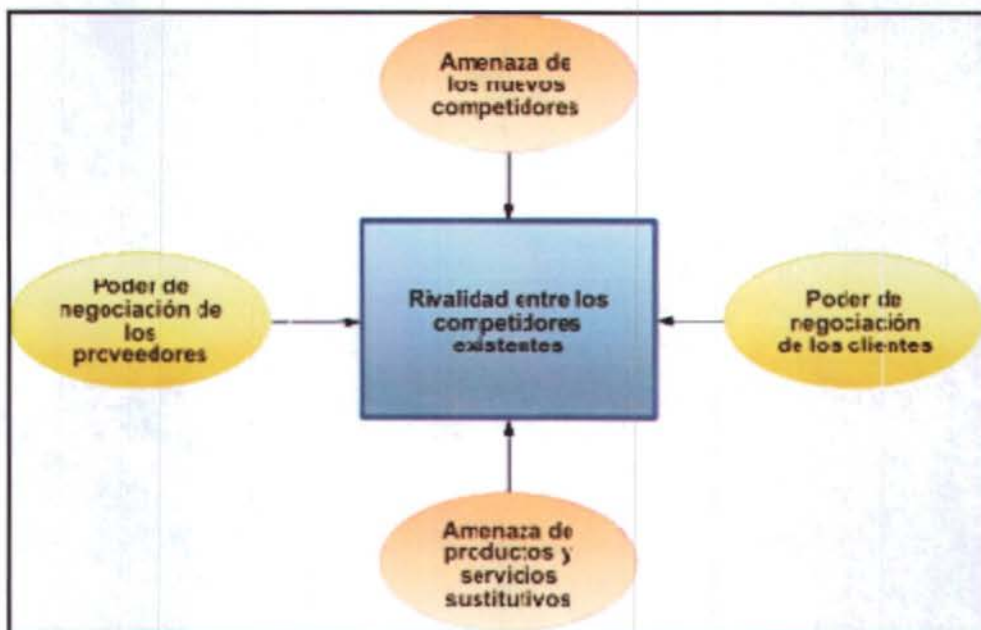 Amenaza de
los nuevos
competidores
Poder de
negociación de
los
proveedores
Rivalidad entre los
competidores
existentes
Poder de
negociación
de los clientes
Amenaza de
productos y
servicios
sustitutivos